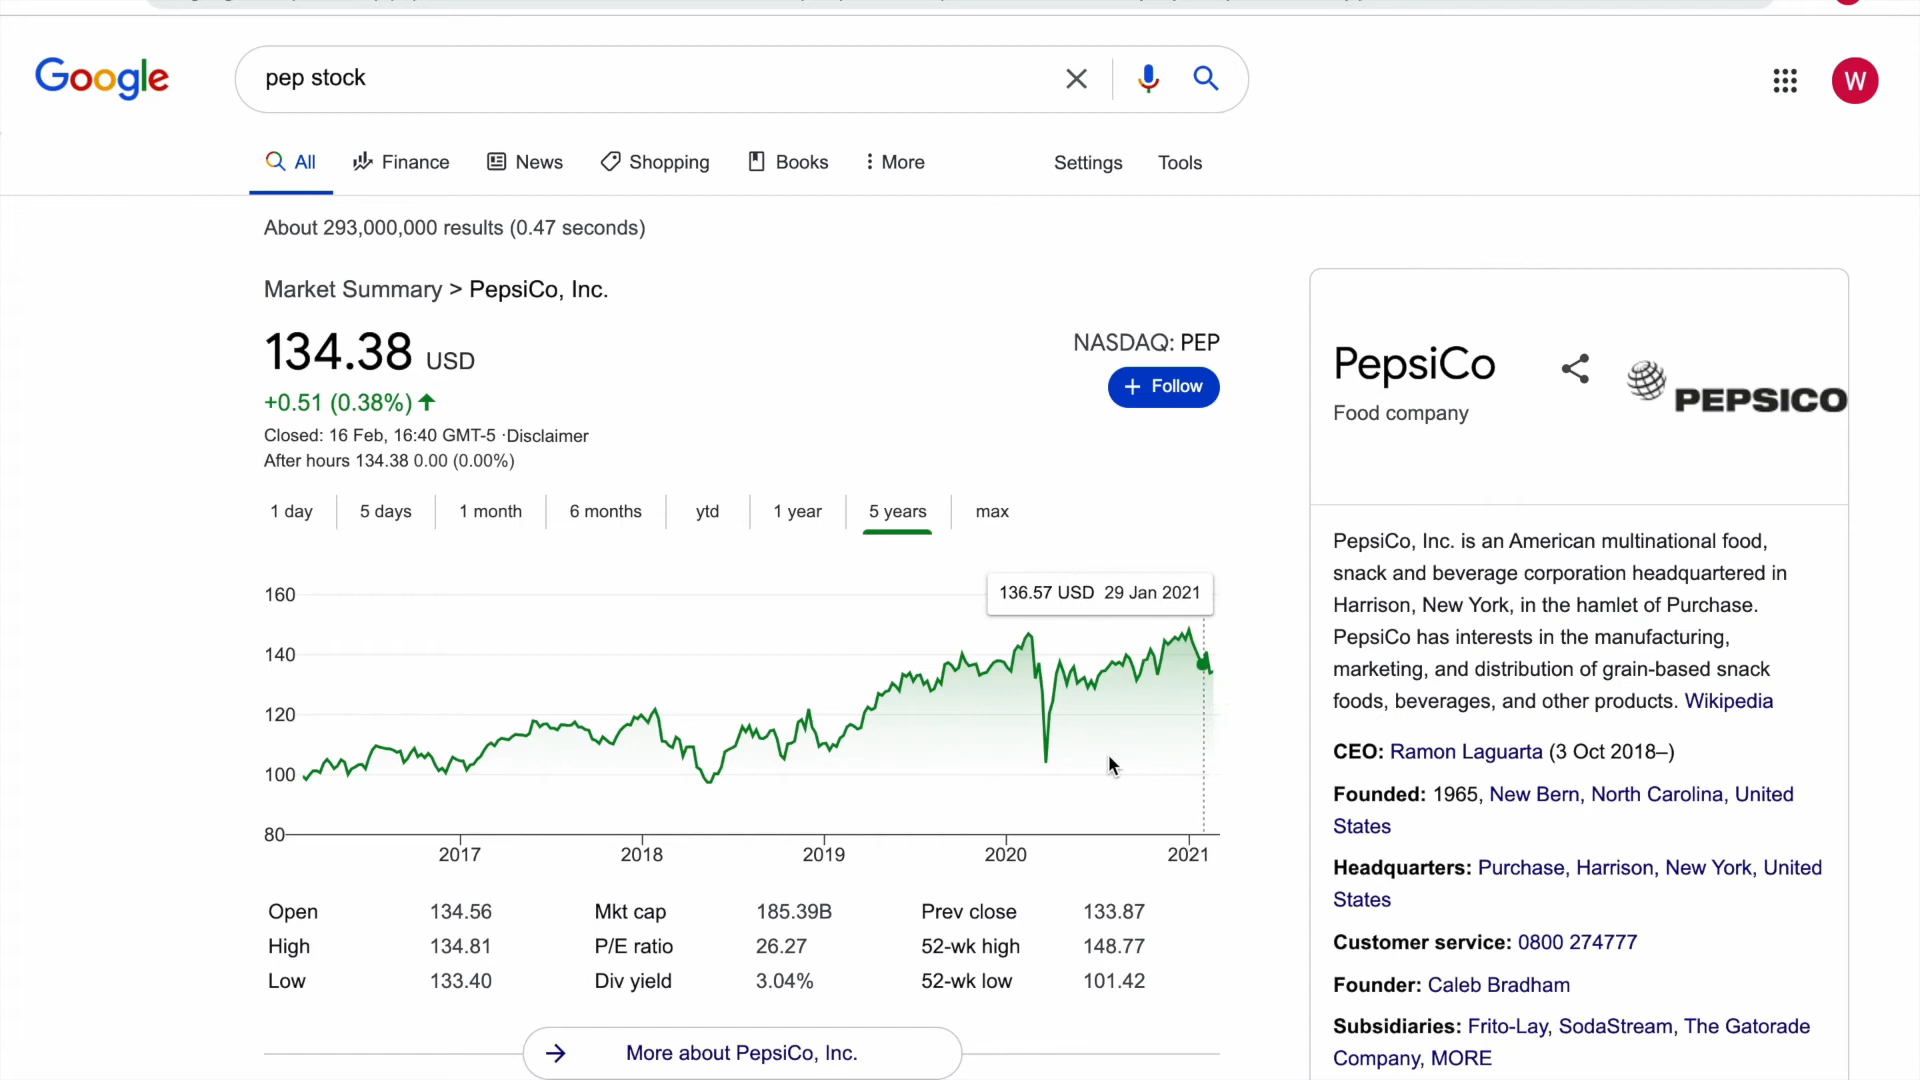 Google
pep stock
W
All
Finance
News
Shopping
Books
More
Settings
Tools
About 293,000,000 results (0.47 seconds)
Market Summary > PepsiCo, Inc.
134.38 USD
+0.51 (0.38%)
Closed: 16 Feb, 16:40 GMT-5 ·Disclaimer
After hours 134.38 0.00 (0.00%)
NASDAQ: PEP
+ Follow
1 day
5 days
1 month
6 months
ytd
1 year
5 years
max
136.57 USD 29 Jan 2021
160
140
120
100
80
2017
2018
2019
2020
2021
Open 134.56 Mkt cap 185.39B Prev close 133.87
High 134.81 P/E ratio 26.27 52-wk high 148.77
Low 133.40 Div yield 3.04% 52-wk low 101.42
More about PepsiCo, Inc.
PepsiCo
Food company
PEPSICO
PepsiCo, Inc. is an American multinational food,
snack and beverage corporation headquartered in
Harrison, New York, in the hamlet of Purchase.
PepsiCo has interests in the manufacturing,
marketing, and distribution of grain-based snack
foods, beverages, and other products. Wikipedia
CEO: Ramon Laguarta (3 Oct 2018–)
Founded: 1965, New Bern, North Carolina, United
States
Headquarters: Purchase, Harrison, New York, United
States
Customer service: 0800 274777
Founder: Caleb Bradham
Subsidiaries: Frito-Lay, SodaStream, The Gatorade
Company, MORE